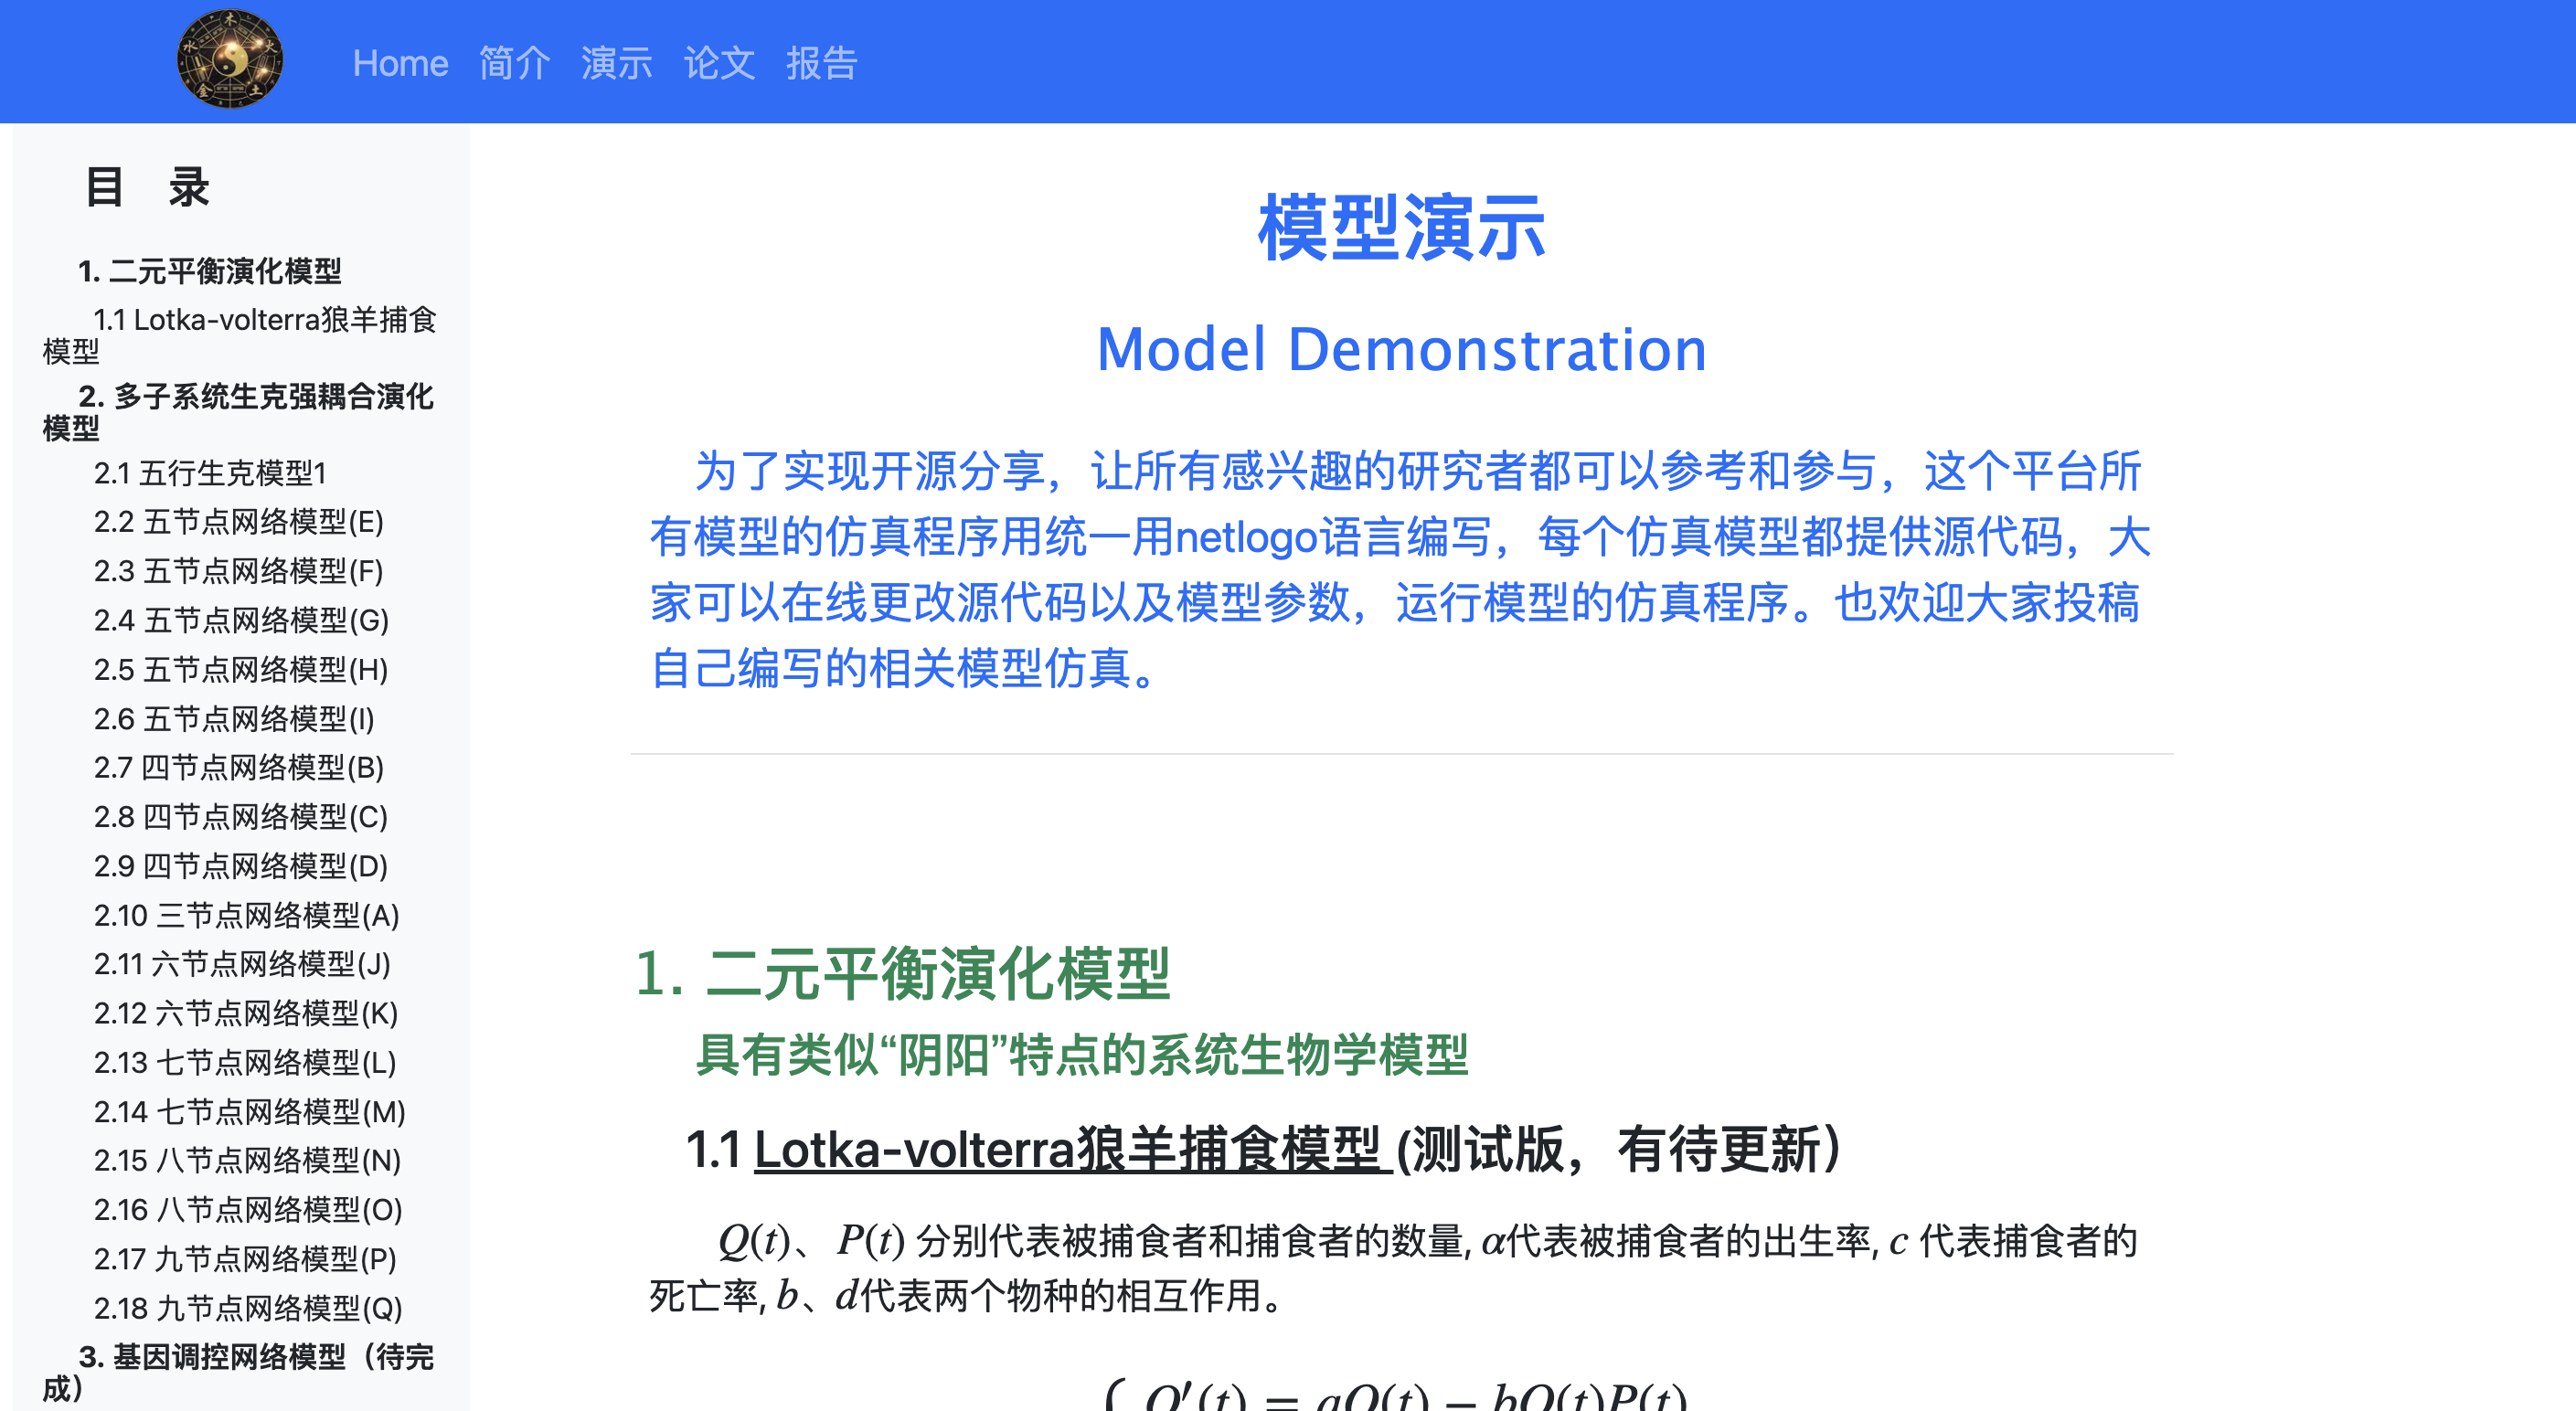 木
水 火
金 土
Home 简介 演示 论文 报告
目 录
1. 二元平衡演化模型
1.1 Lotka-volterra狼羊捕食
模型
2. 多子系统生克强耦合演化
模型
2.1 五行生克模型1
2.2 五节点网络模型(E)
2.3 五节点网络模型(F)
2.4 五节点网络模型(G)
2.5 五节点网络模型(H)
2.6 五节点网络模型(I)
2.7 四节点网络模型(B)
2.8 四节点网络模型(C)
2.9 四节点网络模型(D)
2.10 三节点网络模型(A)
2.11 六节点网络模型(J)
2.12 六节点网络模型(K)
2.13 七节点网络模型(L)
2.14 七节点网络模型(M)
2.15 八节点网络模型(N)
2.16 八节点网络模型(O)
2.17 九节点网络模型(P)
2.18 九节点网络模型(Q)
3. 基因调控网络模型（待完
成）
模型演示
Model Demonstration
为了实现开源分享，让所有感兴趣的研究者都可以参考和参与，这个平台所
有模型的仿真程序用统一用netlogo语言编写，每个仿真模型都提供源代码，大
家可以在线更改源代码以及模型参数，运行模型的仿真程序。也欢迎大家投稿
自己编写的相关模型仿真。
1. 二元平衡演化模型
具有类似“阴阳”特点的系统生物学模型
1.1 Lotka-volterra狼羊捕食模型 (测试版，有待更新）
Q(t)、 P(t) 分别代表被捕食者和捕食者的数量, α代表被捕食者的出生率, c 代表捕食者的
死亡率, b、d代表两个物种的相互作用。
{ Q′(t) = aQ(t) − bQ(t)P(t)